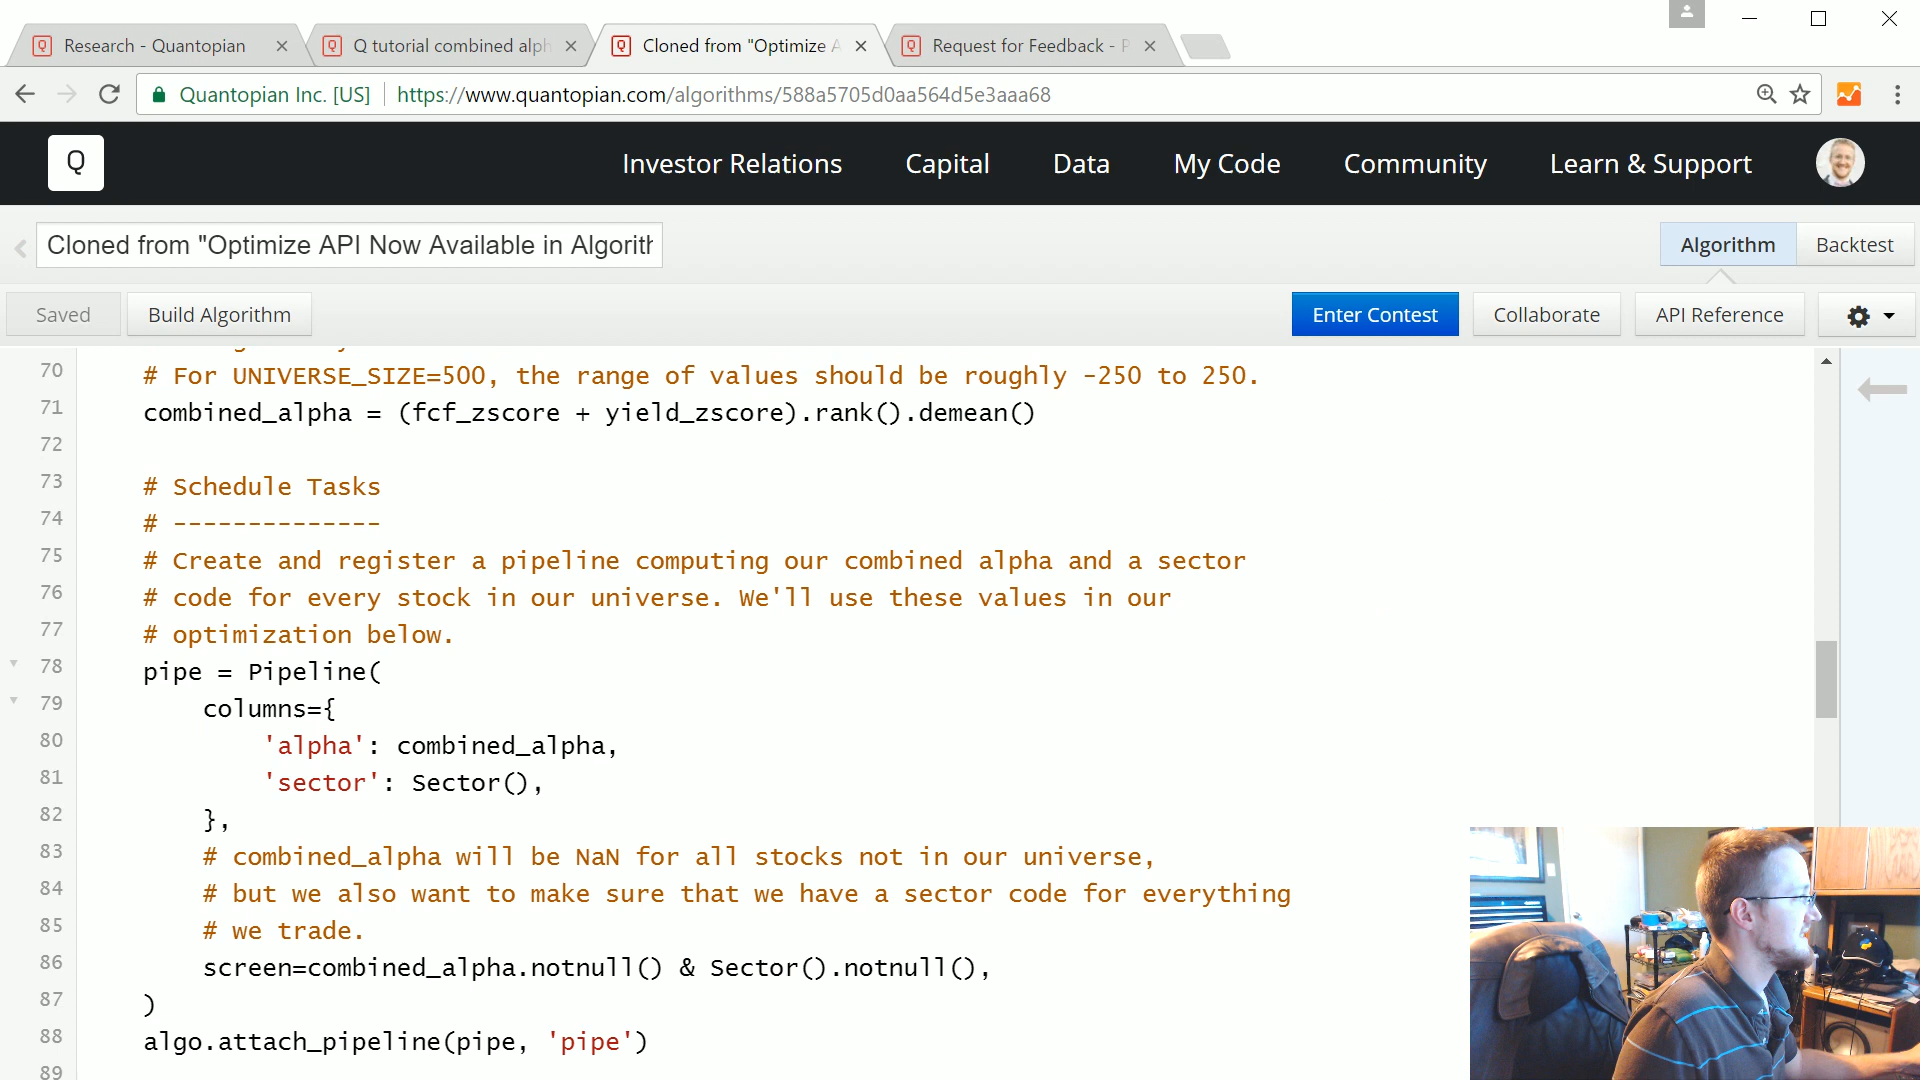 Research - Quantopian
Q tutorial combined alph
Cloned from "Optimize A
Request for Feedback - P
Quantopian Inc. [US]
https://www.quantopian.com/algorithms/588a5705d0aa564d5e3aaa68
Q
Investor Relations
Capital
Data
My Code
Community
Learn & Support
Cloned from "Optimize API Now Available in Algorith
Algorithm
Backtest
Saved
Build Algorithm
Enter Contest
Collaborate
API Reference
70 # For UNIVERSE_SIZE=500, the range of values should be roughly -250 to 250.
71 combined_alpha = (fcf_zscore + yield_zscore).rank().demean()
72
73 # Schedule Tasks
74 # --------------
75 # Create and register a pipeline computing our combined alpha and a sector
76 # code for every stock in our universe. We'll use these values in our
77 # optimization below.
78 pipe = Pipeline(
79 columns={
80 'alpha': combined_alpha,
81 'sector': Sector(),
82 },
83 # combined_alpha will be NaN for all stocks not in our universe,
84 # but we also want to make sure that we have a sector code for everything
85 # we trade.
86 screen=combined_alpha.notnull() & Sector().notnull(),
87 )
88 algo.attach_pipeline(pipe, 'pipe')
89